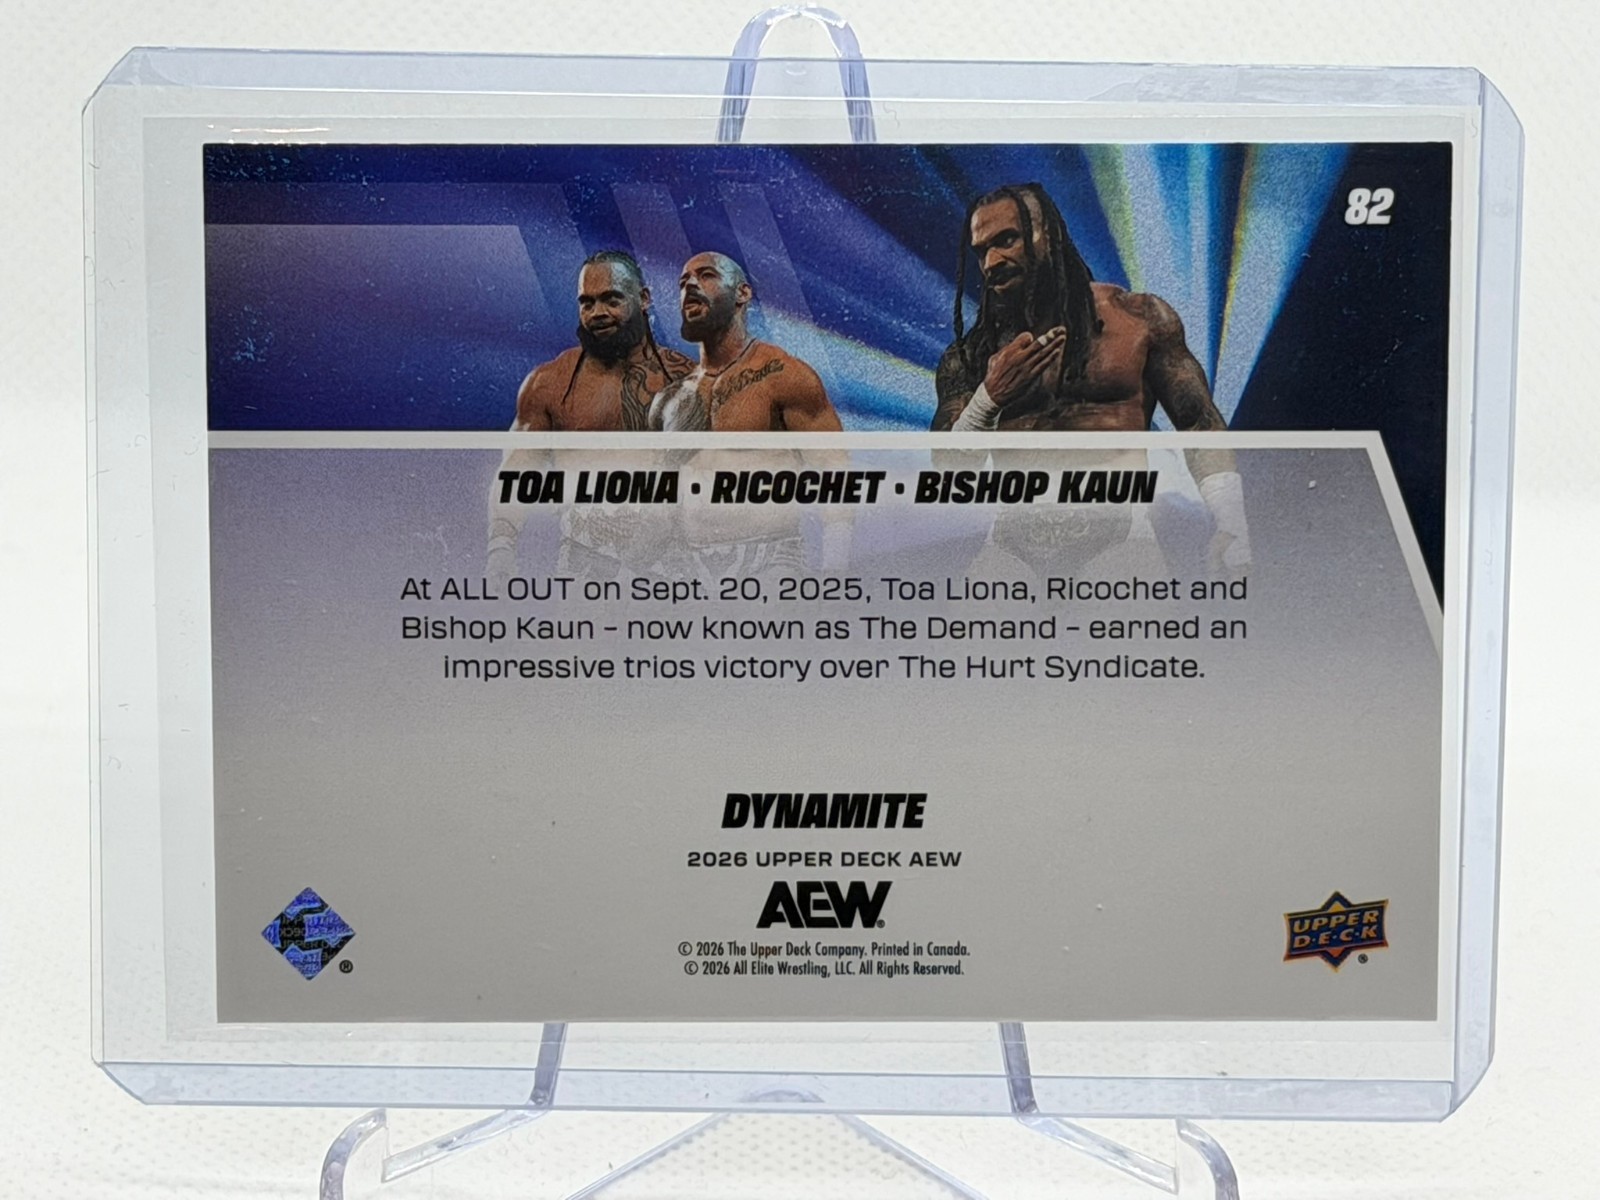 82
TOA LIONA • RICOCHET • BISHOP KAUN
At ALL OUT on Sept. 20, 2025, Toa Liona, Ricochet and
Bishop Kaun – now known as The Demand – earned an
impressive trios victory over The Hurt Syndicate.
DYNAMITE
2026 UPPER DECK AEW
AEW
© 2026 The Upper Deck Company. Printed in Canada.
© 2026 All Elite Wrestling, LLC. All Rights Reserved.
®
UPPER
D·E·C·K
®